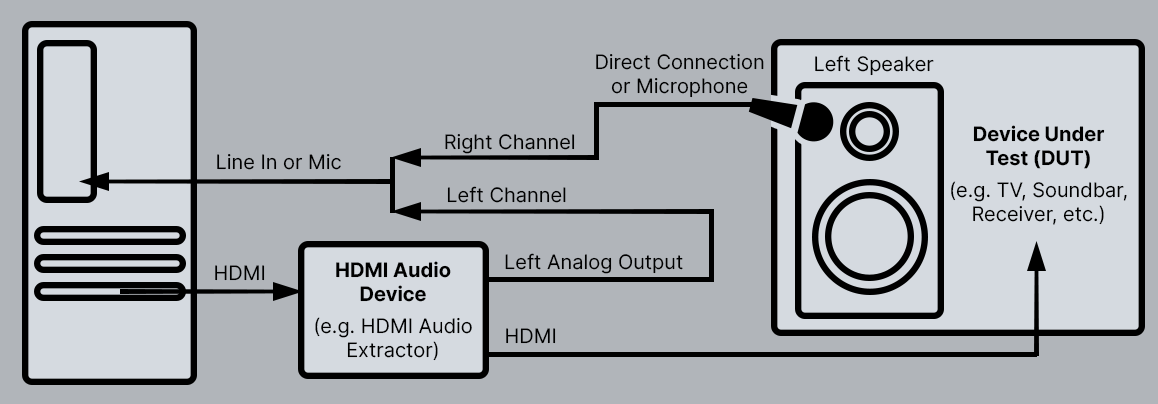 Direct Connection
or Microphone
Left Speaker
Right Channel
Line In or Mic
Left Channel
Device Under
Test (DUT)
(e.g. TV, Soundbar,
Receiver, etc.)
HDMI
HDMI Audio
Device
(e.g. HDMI Audio
Extractor)
Left Analog Output
HDMI